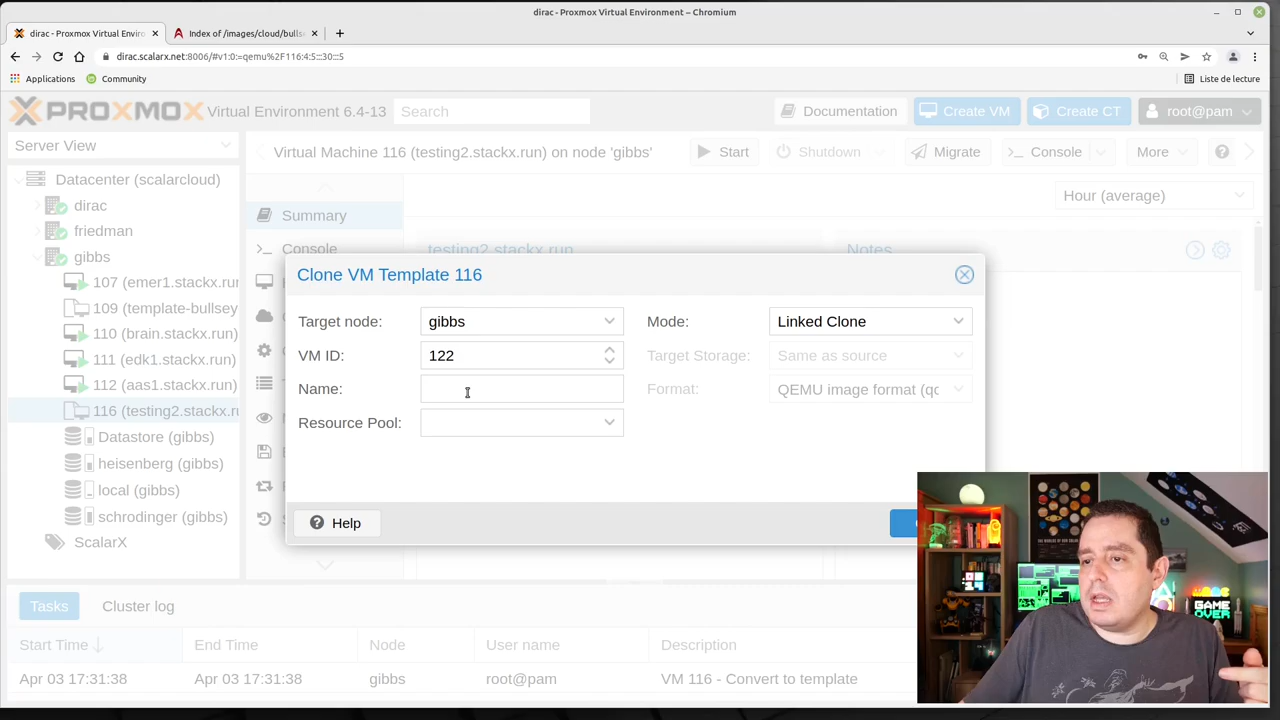 dirac - Proxmox Virtual Environment – Chromium
dirac - Proxmox Virtual Enviro
Index of /images/cloud/bulls
dirac.scalarx.net:8006/#v1:0:=qemu%2F116:4:5:::30:::5
Applications
Community
Liste de lecture
PROXMOX
Virtual Environment 6.4-13
Search
Documentation
Create VM
Create CT
root@pam
Server View
Virtual Machine 116 (testing2.stackx.run) on node 'gibbs'
Start
Shutdown
Migrate
Console
More
Datacenter (scalarcloud)
dirac
friedman
gibbs
107 (emer1.stackx.run
109 (template-bullsey
110 (brain.stackx.run)
111 (edk1.stackx.run)
112 (aas1.stackx.run)
116 (testing2.stackx.ru
Datastore (gibbs)
heisenberg (gibbs)
local (gibbs)
schrodinger (gibbs)
ScalarX
Summary
Console
Hour (average)
testing2.stackx.run
Notes
Clone VM Template 116
Target node:
gibbs
Mode:
Linked Clone
VM ID:
122
Target Storage:
Same as source
Name:
Format:
QEMU image format (qc
Resource Pool:
Help
Tasks
Cluster log
Start Time
End Time
Node
User name
Description
Apr 03 17:31:38
Apr 03 17:31:38
gibbs
root@pam
VM 116 - Convert to template
GAME
OVER